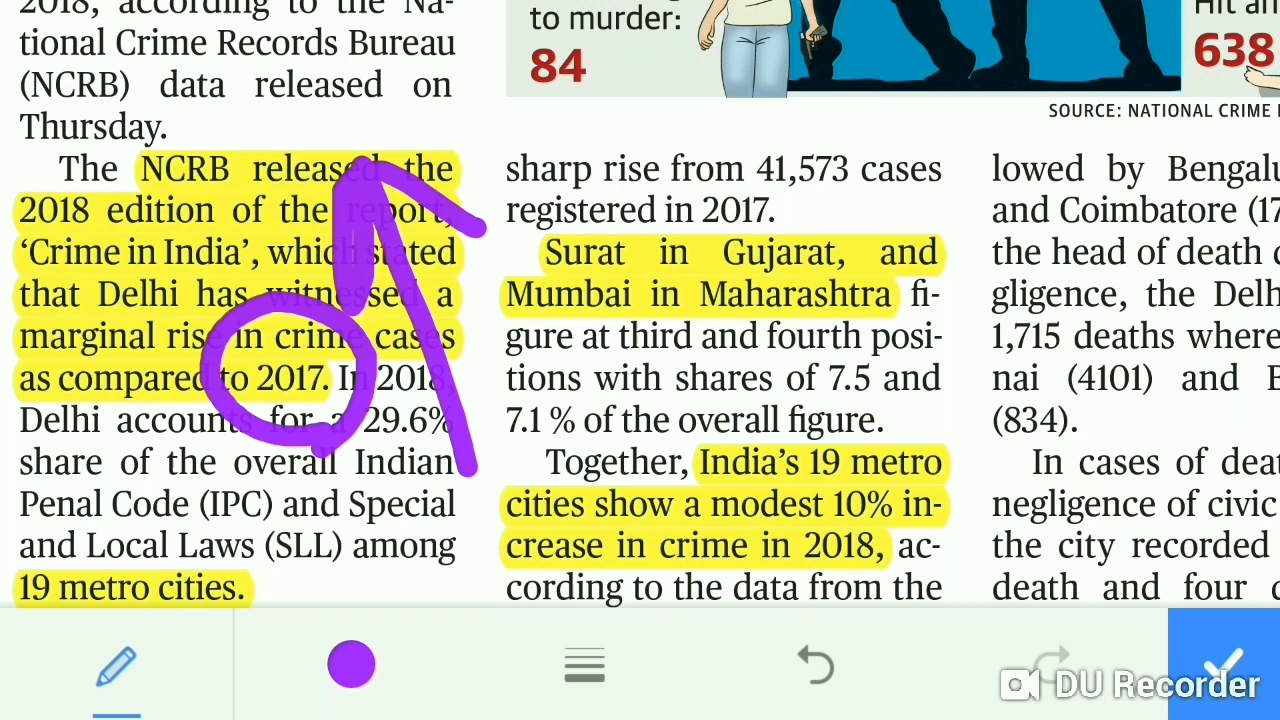 2018, according to the Na-
tional Crime Records Bureau
(NCRB) data released on
Thursday.
The NCRB released the
2018 edition of the report,
‘Crime in India’, which stated
that Delhi has witnessed a
marginal rise in crime cases
as compared to 2017. In 2018,
Delhi accounts for a 29.6%
share of the overall Indian
Penal Code (IPC) and Special
and Local Laws (SLL) among
19 metro cities.
to murder:
84
Hit an
638
SOURCE: NATIONAL CRIME
sharp rise from 41,573 cases
registered in 2017.
Surat in Gujarat, and
Mumbai in Maharashtra fi-
gure at third and fourth posi-
tions with shares of 7.5 and
7.1 % of the overall figure.
Together, India’s 19 metro
cities show a modest 10% in-
crease in crime in 2018, ac-
cording to the data from the
lowed by Bengalu
and Coimbatore (17
the head of death
gligence, the Delh
1,715 deaths where
nai (4101) and B
(834).
In cases of deat
negligence of civic
the city recorded
death and four
DU Recorder